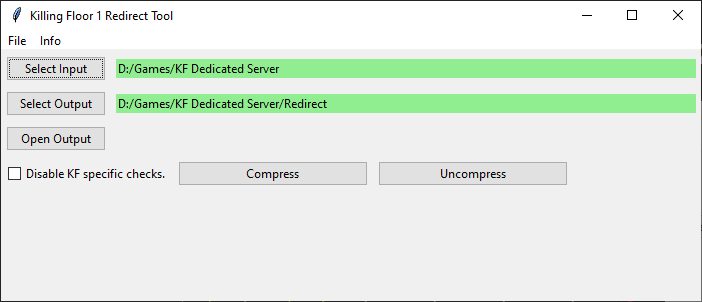 Killing Floor 1 Redirect Tool
File Info
Select Input D:/Games/KF Dedicated Server
Select Output D:/Games/KF Dedicated Server/Redirect
Open Output
Disable KF specific checks. Compress Uncompress